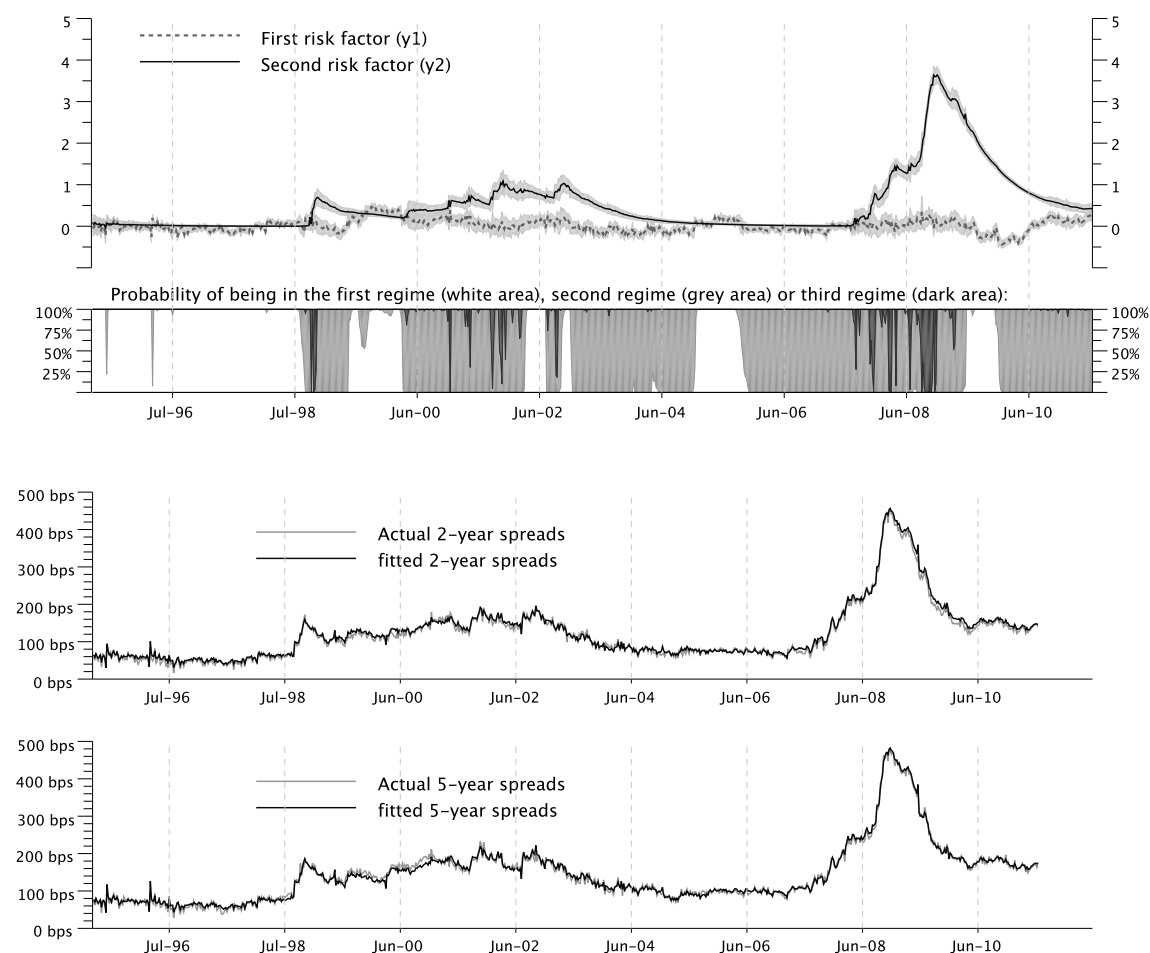 5 5
First risk factor (y1)
Second risk factor (y2)
4 4
3 3
2 2
1 1
0 0
Probability of being in the first regime (white area), second regime (grey area) or third regime (dark area):
100% 100%
75% 75%
50% 50%
25% 25%
Jul-96 Jul-98 Jun-00 Jun-02 Jun-04 Jun-06 Jun-08 Jun-10
500 bps
Actual 2-year spreads
400 bps
fitted 2-year spreads
300 bps
200 bps
100 bps
0 bps
Jul-96 Jul-98 Jun-00 Jun-02 Jun-04 Jun-06 Jun-08 Jun-10
500 bps
Actual 5-year spreads
400 bps
fitted 5-year spreads
300 bps
200 bps
100 bps
0 bps
Jul-96 Jul-98 Jun-00 Jun-02 Jun-04 Jun-06 Jun-08 Jun-10